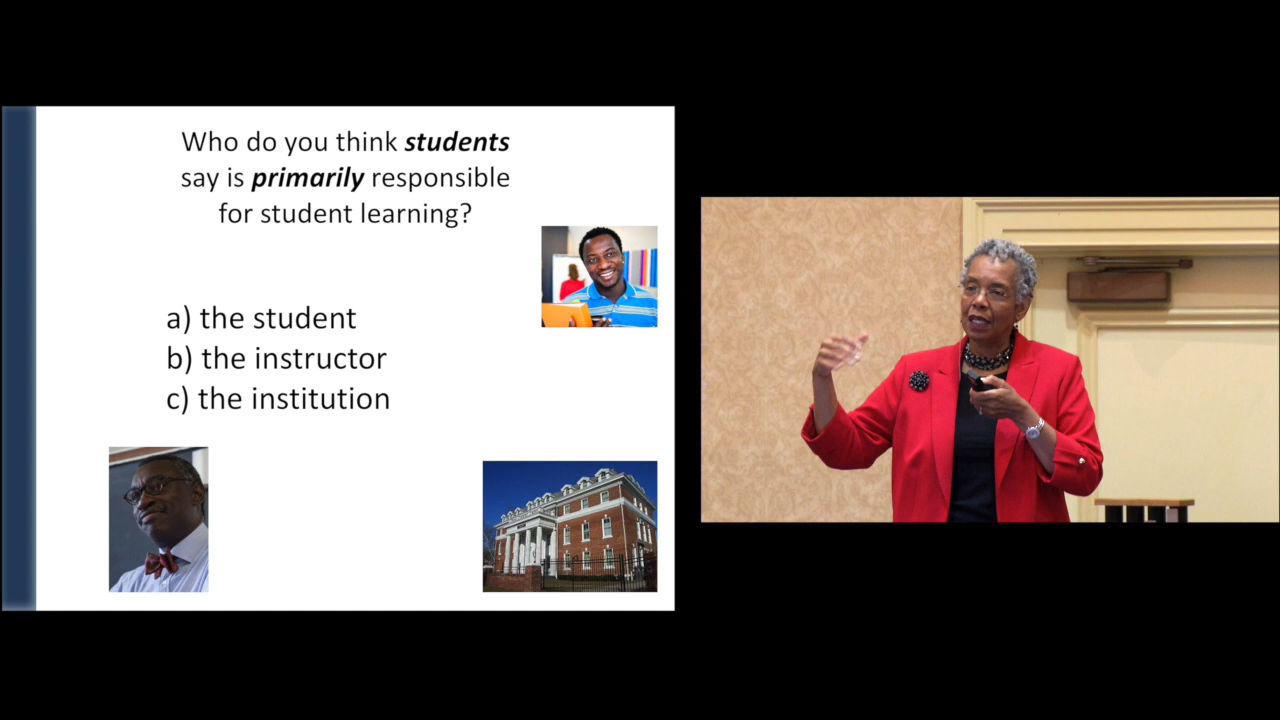 Who do you think students
say is primarily responsible
for student learning?
a) the student
b) the instructor
c) the institution